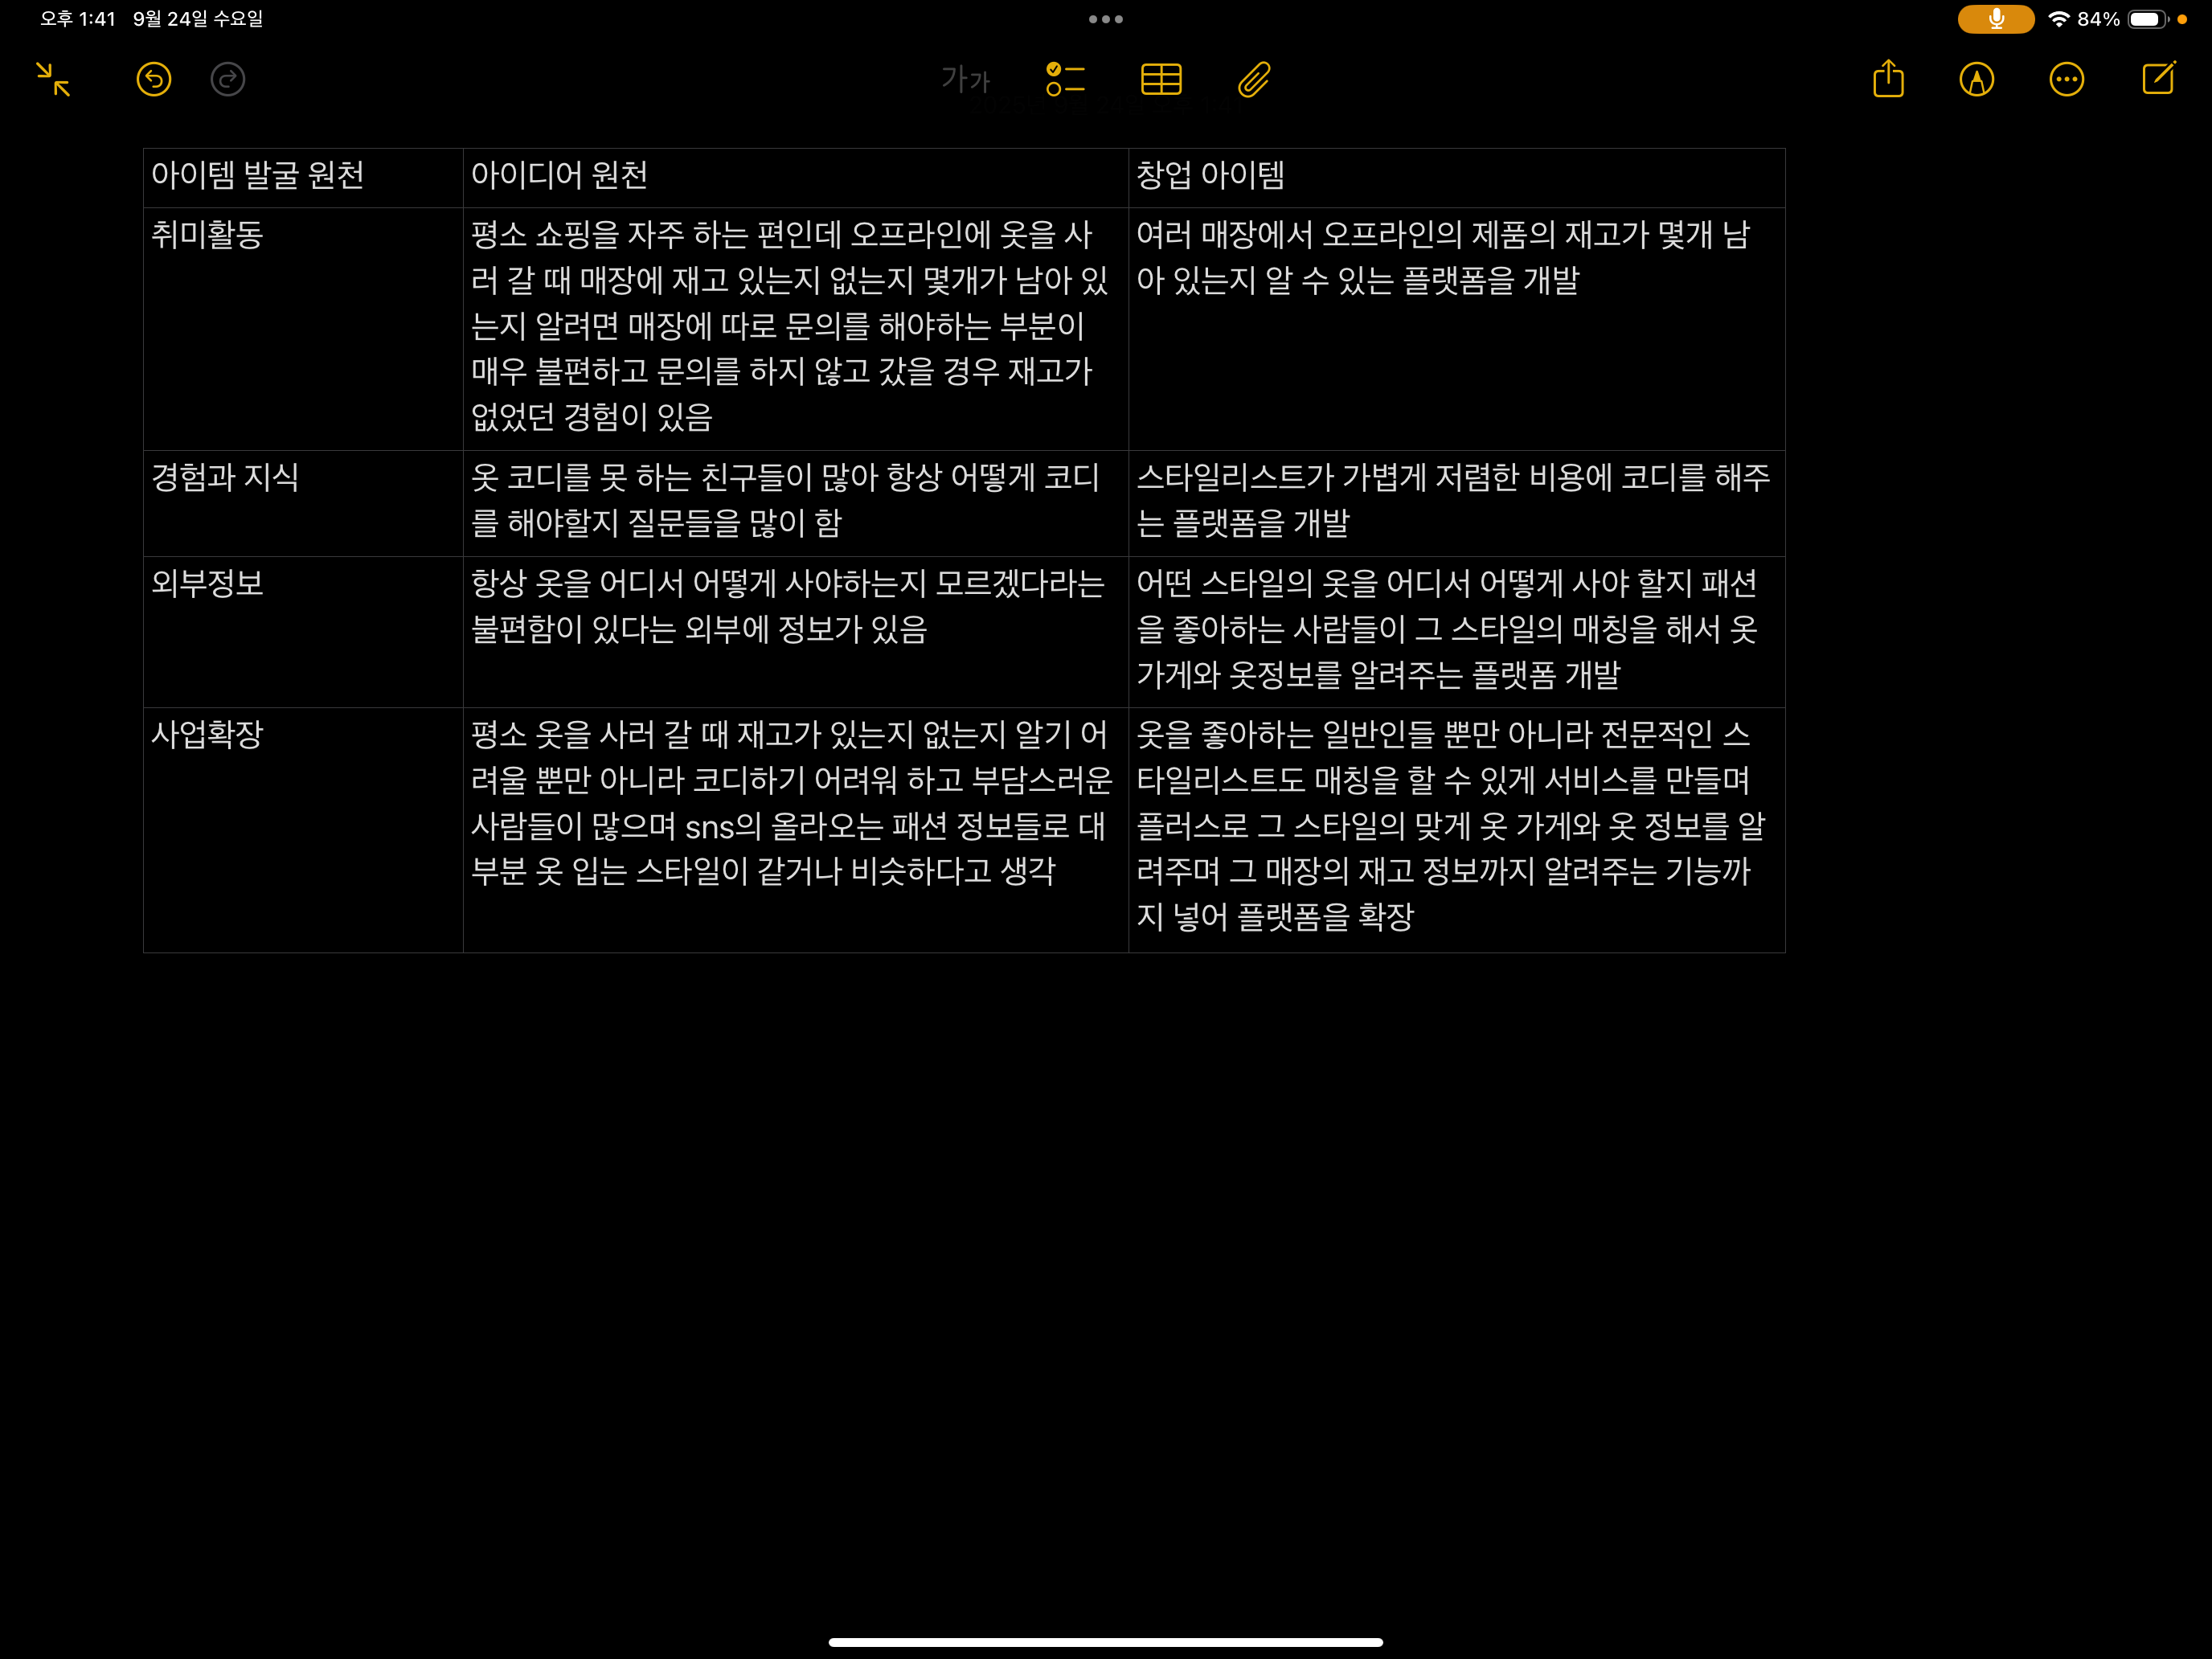 오후 1:41 9월 24일 수요일
84%
가가
아이템 발굴 원천 아이디어 원천 창업 아이템
취미활동
평소 쇼핑을 자주 하는 편인데 오프라인에 옷을 사
러 갈 때 매장에 재고 있는지 없는지 몇개가 남아 있
는지 알려면 매장에 따로 문의를 해야하는 부분이
매우 불편하고 문의를 하지 않고 갔을 경우 재고가
없었던 경험이 있음
여러 매장에서 오프라인의 제품의 재고가 몇개 남
아 있는지 알 수 있는 플랫폼을 개발
경험과 지식
옷 코디를 못 하는 친구들이 많아 항상 어떻게 코디
를 해야할지 질문들을 많이 함
스타일리스트가 가볍게 저렴한 비용에 코디를 해주
는 플랫폼을 개발
외부정보
항상 옷을 어디서 어떻게 사야하는지 모르겠다라는
불편함이 있다는 외부에 정보가 있음
어떤 스타일의 옷을 어디서 어떻게 사야 할지 패션
을 좋아하는 사람들이 그 스타일의 매칭을 해서 옷
가게와 옷정보를 알려주는 플랫폼 개발
사업확장
평소 옷을 사러 갈 때 재고가 있는지 없는지 알기 어
려울 뿐만 아니라 코디하기 어려워 하고 부담스러운
사람들이 많으며 sns의 올라오는 패션 정보들로 대
부분 옷 입는 스타일이 같거나 비슷하다고 생각
옷을 좋아하는 일반인들 뿐만 아니라 전문적인 스
타일리스트도 매칭을 할 수 있게 서비스를 만들며
플러스로 그 스타일의 맞게 옷 가게와 옷 정보를 알
려주며 그 매장의 재고 정보까지 알려주는 기능까
지 넣어 플랫폼을 확장